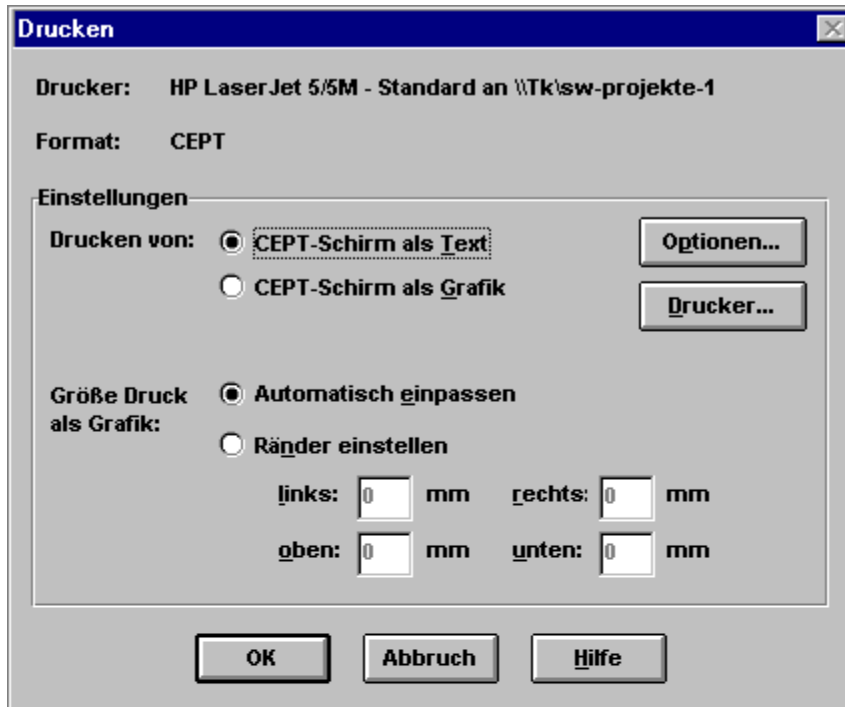 Drucken
Drucker: HP LaserJet 5/5M - Standard an \\Tk\sw-projekte-1
Format: CEPT
Einstellungen
Drucken von: CEPT-Schirm als Text Optionen...
CEPT-Schirm als Grafik
Drucker...
Größe Druck Automatisch einpassen
als Grafik:
Ränder einstellen
links: 0 mm rechts: 0 mm
oben: 0 mm unten: 0 mm
OK Abbruch Hilfe